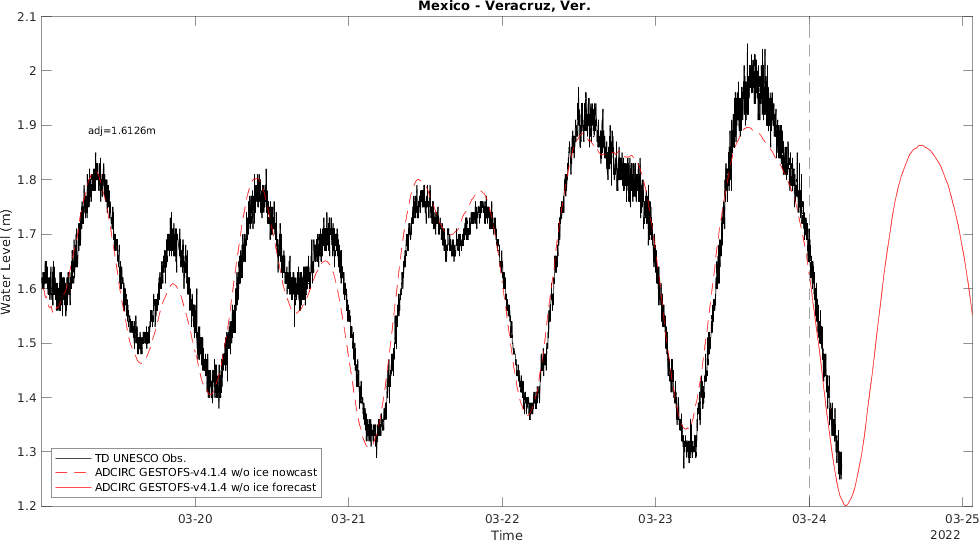 Mexico - Veracruz, Ver.
2.1
2
1.9
1.8
1.7
1.6
1.5
1.4
1.3
1.2
Water Level (m)
adj=1.6126m
TD UNESCO Obs.
ADCIRC GESTOFS-v4.1.4 w/o ice nowcast
ADCIRC GESTOFS-v4.1.4 w/o ice forecast
03-20 03-21 03-22 03-23 03-24 03-25
Time
2022